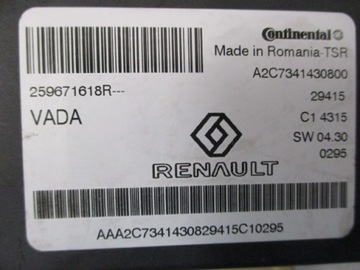 Continental
Made in Romania-TSR
A2C7341430800
259671618R---
29415
VADA
C1 4315
SW 04.30
0295
RENAULT
AAA2C7341430829415C10295